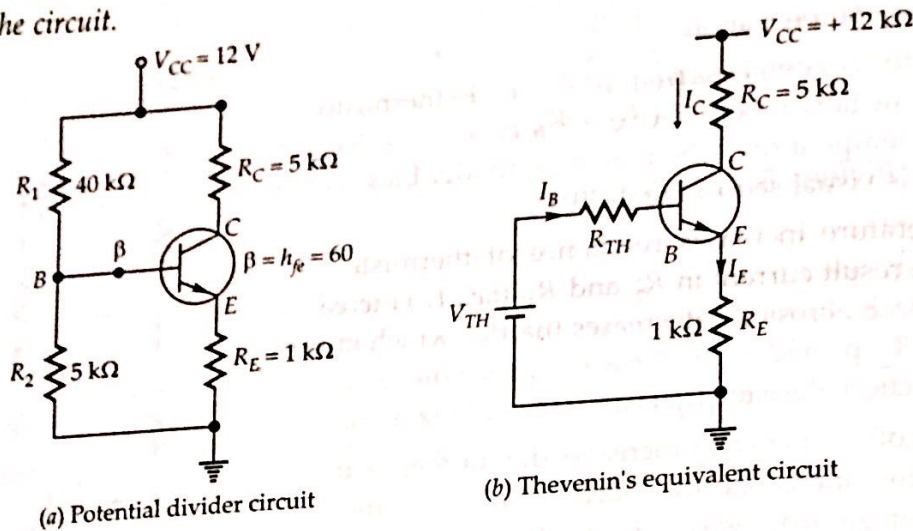 he circuit.
V_CC = 12 V
R_1
40 kΩ
R_C = 5 kΩ
C
B
β
β = h_fe = 60
E
R_2
5 kΩ
R_E = 1 kΩ
(a) Potential divider circuit
V_CC = + 12 kΩ
I_C
R_C = 5 kΩ
C
I_B
R_TH
B
E
I_E
V_TH
1 kΩ
R_E
(b) Thevenin's equivalent circuit